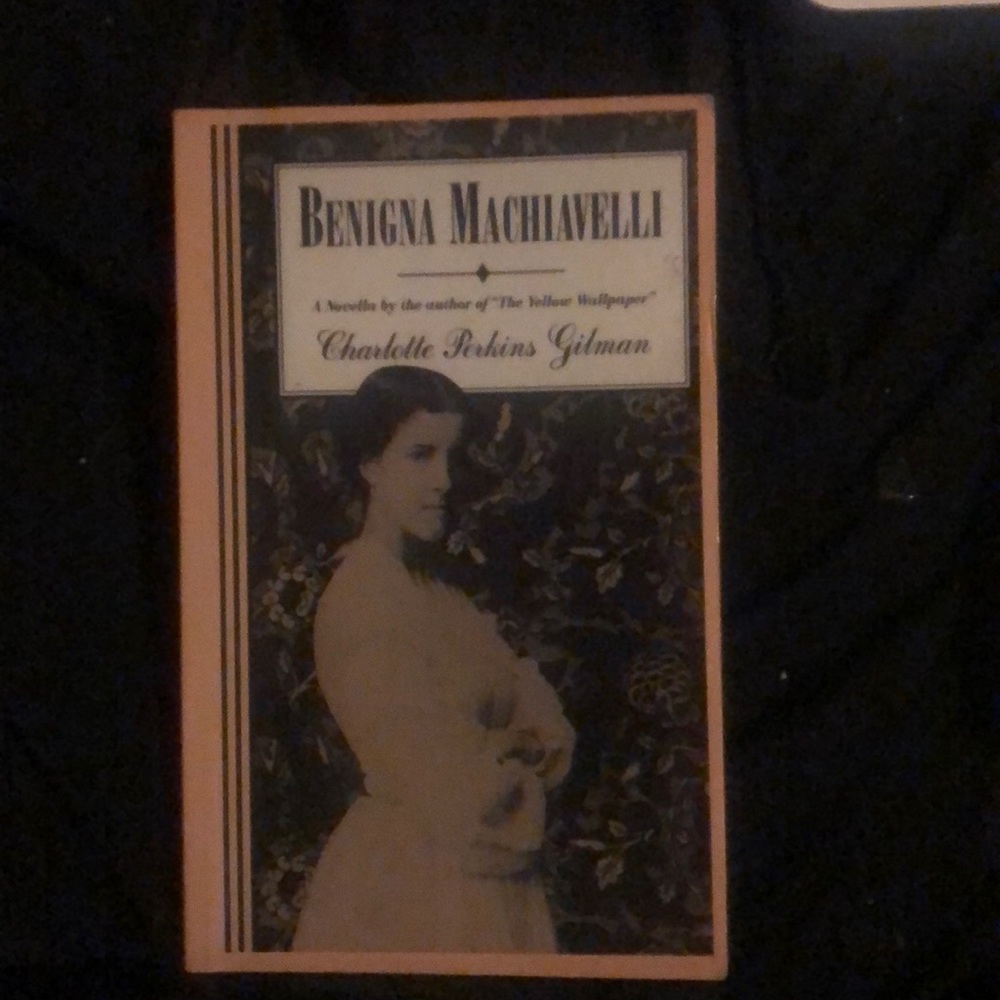 BENIGNA MACHIAVELLI
A Novella by the author of "The Yellow Wallpaper"
Charlotte Perkins Gilman